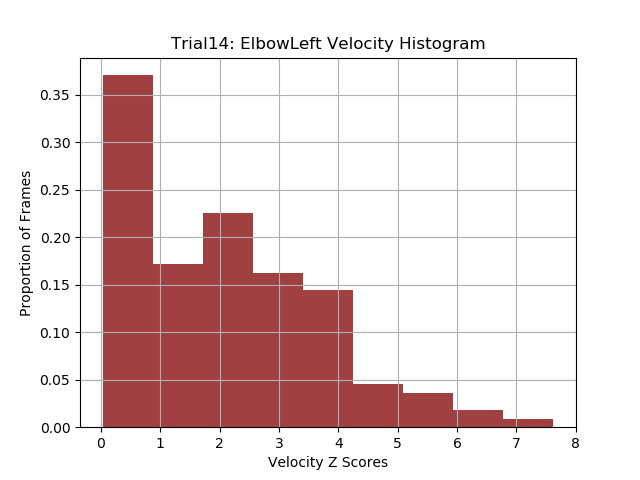 Trial14: ElbowLeft Velocity Histogram
0.35
0.30
0.25
0.20
0.15
0.10
0.05
0.00
Proportion of Frames
0 1 2 3 4 5 6 7 8
Velocity Z Scores